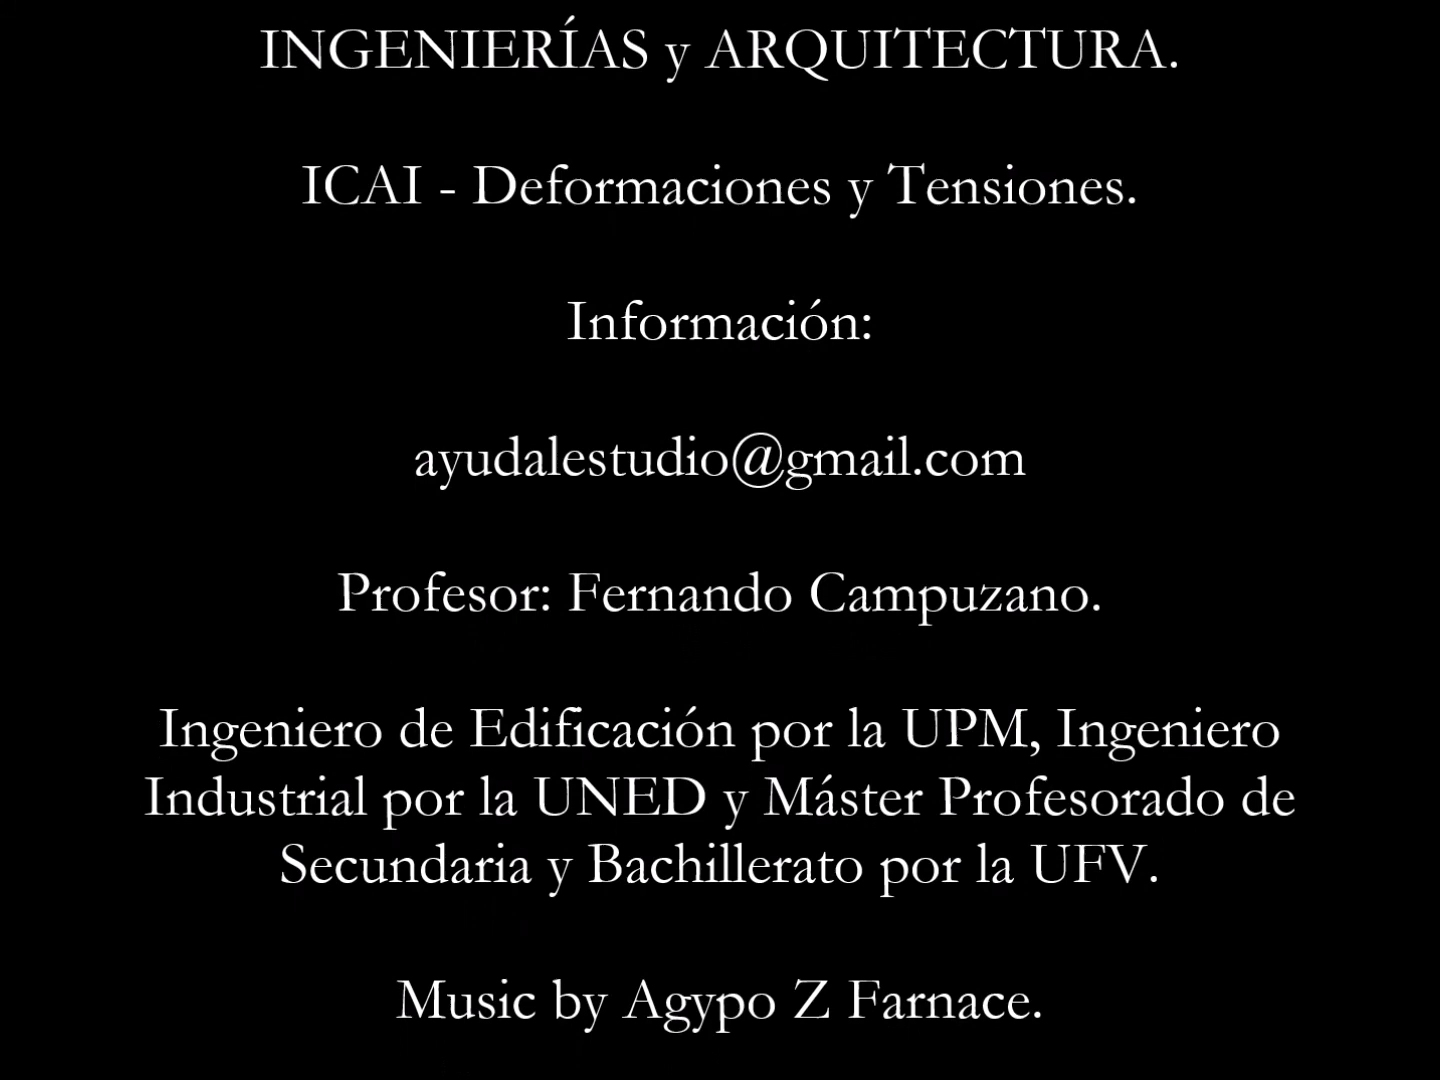 INGENIERÍAS y ARQUITECTURA.
ICAI - Deformaciones y Tensiones.
Información:
ayudalestudio@gmail.com
Profesor: Fernando Campuzano.
Ingeniero de Edificación por la UPM, Ingeniero
Industrial por la UNED y Máster Profesorado de
Secundaria y Bachillerato por la UFV.
Music by Agypo Z Farnace.